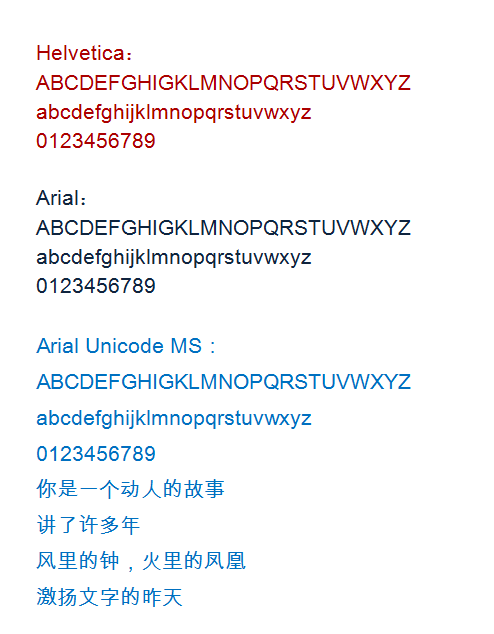 Helvetica：
ABCDEFGHIGKLMNOPQRSTUVWXYZ
abcdefghijklmnopqrstuvwxyz
0123456789
Arial：
ABCDEFGHIGKLMNOPQRSTUVWXYZ
abcdefghijklmnopqrstuvwxyz
0123456789
Arial Unicode MS：
ABCDEFGHIGKLMNOPQRSTUVWXYZ
abcdefghijklmnopqrstuvwxyz
0123456789
你是一个动人的故事
讲了许多年
风里的钟，火里的凤凰
激扬文字的昨天